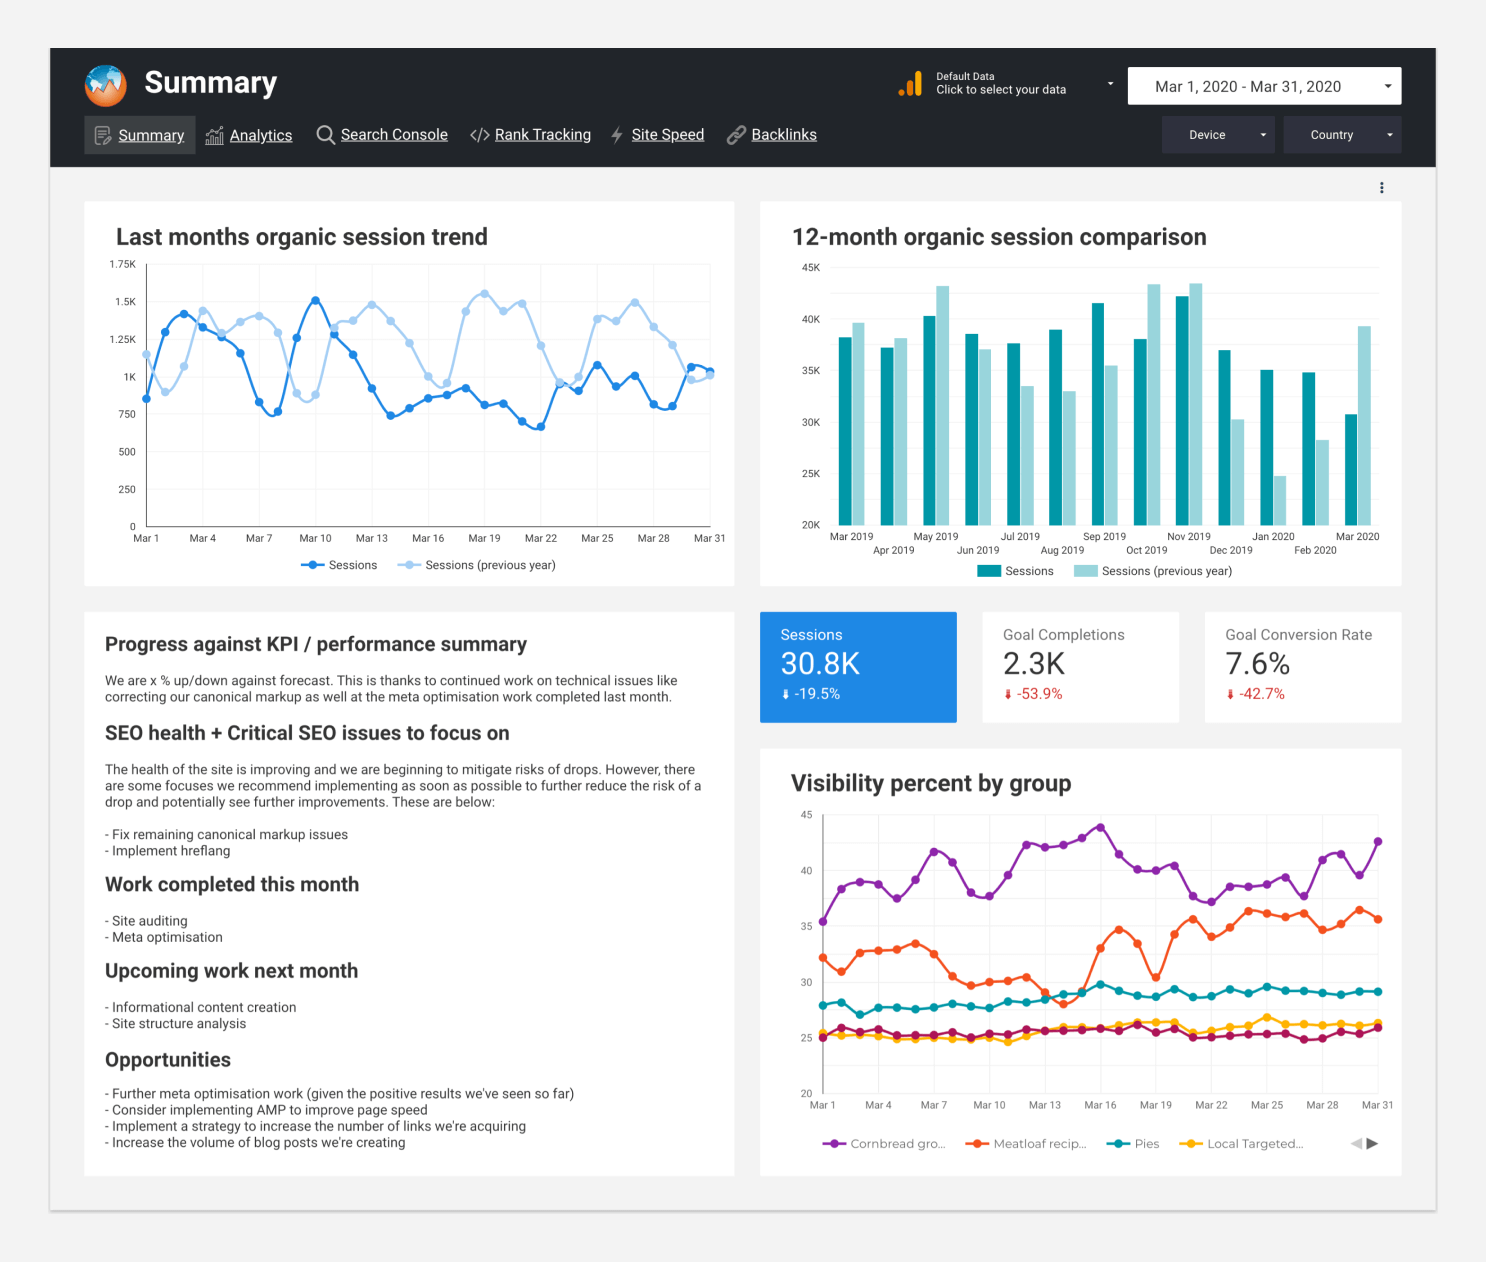 Summary
Default Data
Click to select your data
Mar 1, 2020 - Mar 31, 2020
Summary
Analytics
Search Console
</> Rank Tracking
Site Speed
Backlinks
Device
Country
Last months organic session trend
1.75K
1.5K
1.25K
1K
750
500
250
0
Mar 1 Mar 4 Mar 7 Mar 10 Mar 13 Mar 16 Mar 19 Mar 22 Mar 25 Mar 28 Mar 31
Sessions Sessions (previous year)
12-month organic session comparison
45K
40K
35K
30K
25K
20K
Mar 2019 May 2019 Jul 2019 Sep 2019 Nov 2019 Jan 2020 Mar 2020
Apr 2019 Jun 2019 Aug 2019 Oct 2019 Dec 2019 Feb 2020
Sessions Sessions (previous year)
Progress against KPI / performance summary
We are x % up/down against forecast. This is thanks to continued work on technical issues like
correcting our canonical markup as well at the meta optimisation work completed last month.
SEO health + Critical SEO issues to focus on
The health of the site is improving and we are beginning to mitigate risks of drops. However, there
are some focuses we recommend implementing as soon as possible to further reduce the risk of a
drop and potentially see further improvements. These are below:
- Fix remaining canonical markup issues
- Implement hreflang
Work completed this month
- Site auditing
- Meta optimisation
Upcoming work next month
- Informational content creation
- Site structure analysis
Opportunities
- Further meta optimisation work (given the positive results we've seen so far)
- Consider implementing AMP to improve page speed
- Implement a strategy to increase the number of links we're acquiring
- Increase the volume of blog posts we're creating
Sessions
30.8K
-19.5%
Goal Completions
2.3K
-53.9%
Goal Conversion Rate
7.6%
-42.7%
Visibility percent by group
45
40
35
30
25
20
Mar 1 Mar 4 Mar 7 Mar 10 Mar 13 Mar 16 Mar 19 Mar 22 Mar 25 Mar 28 Mar 31
Cornbread gro... Meatloaf recip... Pies Local Targeted...